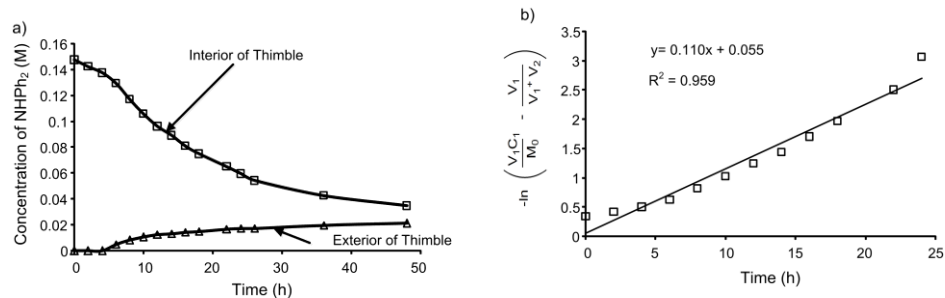 a)
Concentration of NHPh₂ (M)
0.16
0.14
0.12
0.1
0.08
0.06
0.04
0.02
0
Interior of Thimble
Exterior of Thimble
0 10 20 30 40 50
Time (h)
b)
-ln ( V₁C₁ / M₀ - V₁ / V₁ + V₂ )
3.5
3
2.5
2
1.5
1
0.5
0
y= 0.110x + 0.055
R² = 0.959
0 5 10 15 20 25
Time (h)